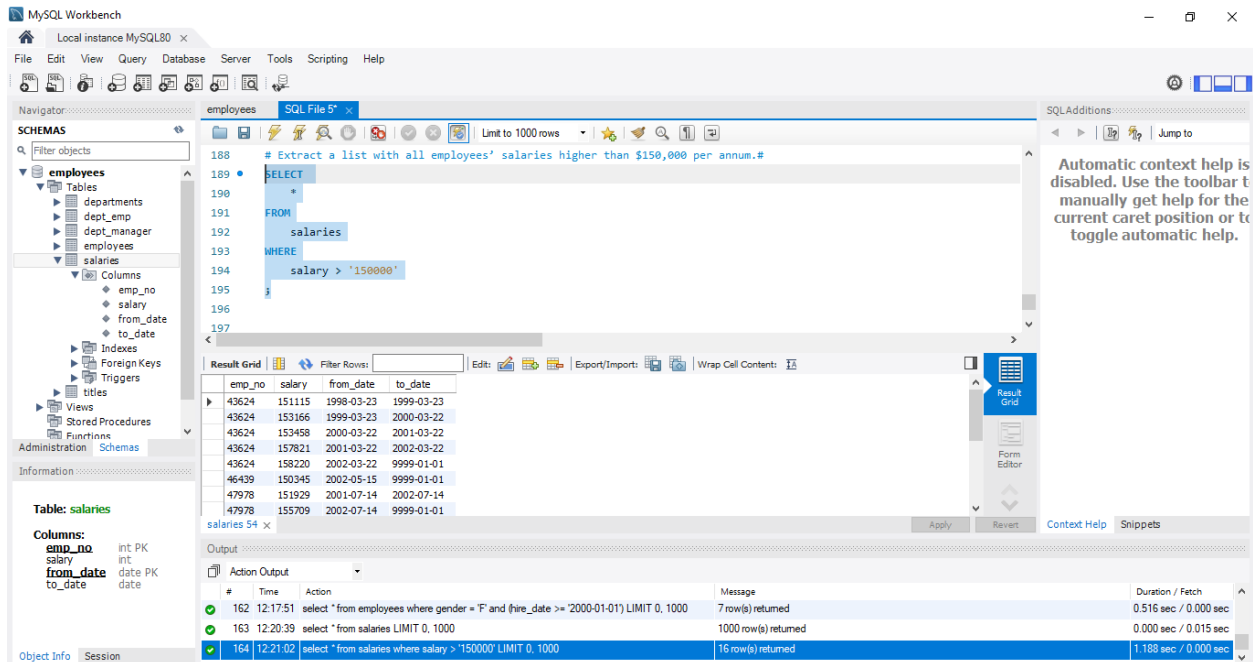 MySQL Workbench
Local instance MySQL80
File Edit View Query Database Server Tools Scripting Help
Navigator
SCHEMAS
Filter objects
employees
Tables
departments
dept_emp
dept_manager
employees
salaries
Columns
emp_no
salary
from_date
to_date
Indexes
Foreign Keys
Triggers
titles
Views
Stored Procedures
Functions
Administration Schemas
Information
Table: salaries
Columns:
emp_no int PK
salary int
from_date date PK
to_date date
Object Info Session
employees SQL File 5*
Limit to 1000 rows
188 # Extract a list with all employees’ salaries higher than $150,000 per annum.#
189 SELECT
190 *
191 FROM
192 salaries
193 WHERE
194 salary > '150000'
195 ;
196
197
Result Grid Filter Rows: Edit: Export/Import: Wrap Cell Content:
emp_no salary from_date to_date
43624 151115 1998-03-23 1999-03-23
43624 153166 1999-03-23 2000-03-22
43624 153458 2000-03-22 2001-03-22
43624 157821 2001-03-22 2002-03-22
43624 158220 2002-03-22 9999-01-01
46439 150345 2002-05-15 9999-01-01
47978 151929 2001-07-14 2002-07-14
47978 155709 2002-07-14 9999-01-01
Result
Grid
Form
Editor
salaries 54 Apply Revert
Output
Action Output
# Time Action Message Duration / Fetch
162 12:17:51 select * from employees where gender = 'F' and (hire_date >= '2000-01-01') LIMIT 0, 1000 7 row(s) returned 0.516 sec / 0.000 sec
163 12:20:39 select * from salaries LIMIT 0, 1000 1000 row(s) returned 0.000 sec / 0.015 sec
164 12:21:02 select * from salaries where salary > '150000' LIMIT 0, 1000 16 row(s) returned 1.188 sec / 0.000 sec
SQLAdditions
Jump to
Automatic context help is
disabled. Use the toolbar t
manually get help for the
current caret position or to
toggle automatic help.
Context Help Snippets